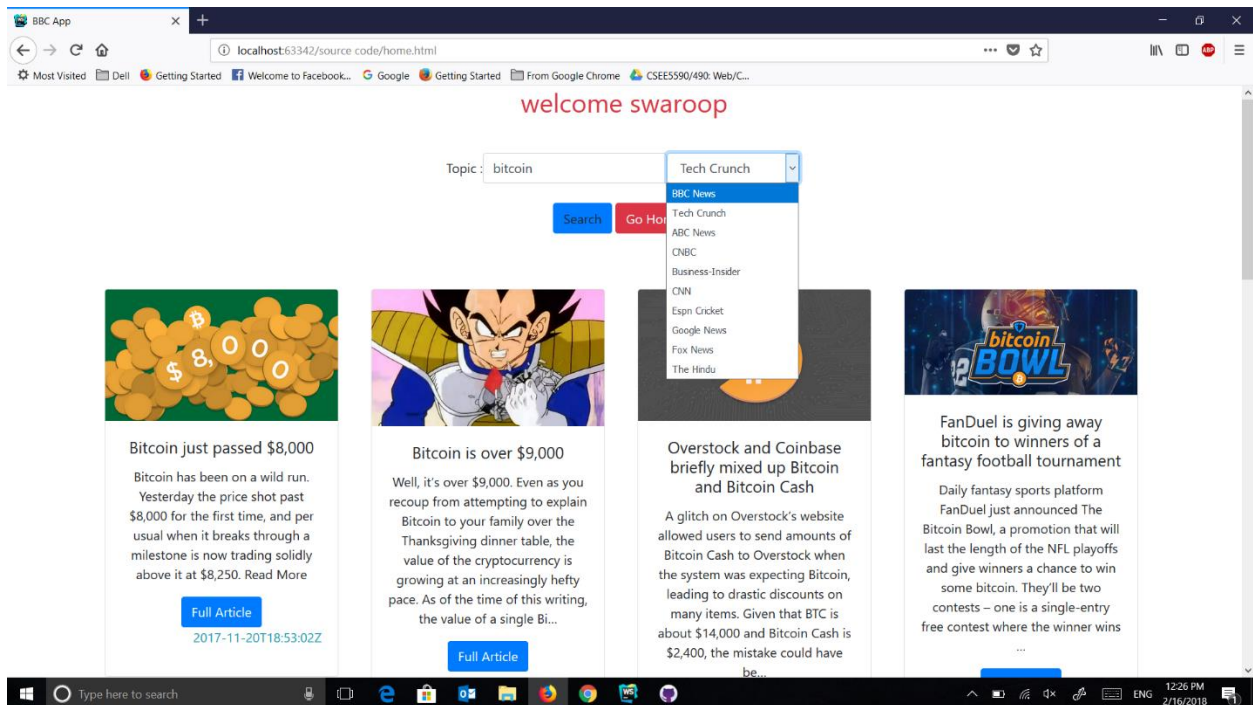 BBC App
localhost:63342/source code/home.html
Most Visited Dell Getting Started Welcome to Facebook... Google Getting Started From Google Chrome CSEE5590/490: Web/C...
welcome swaroop
Topic : bitcoin Tech Crunch
BBC News
Tech Crunch
ABC News
CNBC
Business-Insider
CNN
Espn Cricket
Google News
Fox News
The Hindu
Search Go Hom
$ 8, 0 0 0
Bitcoin just passed $8,000
Bitcoin has been on a wild run.
Yesterday the price shot past
$8,000 for the first time, and per
usual when it breaks through a
milestone is now trading solidly
above it at $8,250. Read More
Full Article
2017-11-20T18:53:02Z
Bitcoin is over $9,000
Well, it's over $9,000. Even as you
recoup from attempting to explain
Bitcoin to your family over the
Thanksgiving dinner table, the
value of the cryptocurrency is
growing at an increasingly hefty
pace. As of the time of this writing,
the value of a single Bi...
Full Article
Overstock and Coinbase
briefly mixed up Bitcoin
and Bitcoin Cash
A glitch on Overstock's website
allowed users to send amounts of
Bitcoin Cash to Overstock when
the system was expecting Bitcoin,
leading to drastic discounts on
many items. Given that BTC is
about $14,000 and Bitcoin Cash is
$2,400, the mistake could have
be...
bitcoin
BOWL
FanDuel is giving away
bitcoin to winners of a
fantasy football tournament
Daily fantasy sports platform
FanDuel just announced The
Bitcoin Bowl, a promotion that will
last the length of the NFL playoffs
and give winners a chance to win
some bitcoin. They'll be two
contests – one is a single-entry
free contest where the winner wins
...
Type here to search
ENG
12:26 PM
2/16/2018